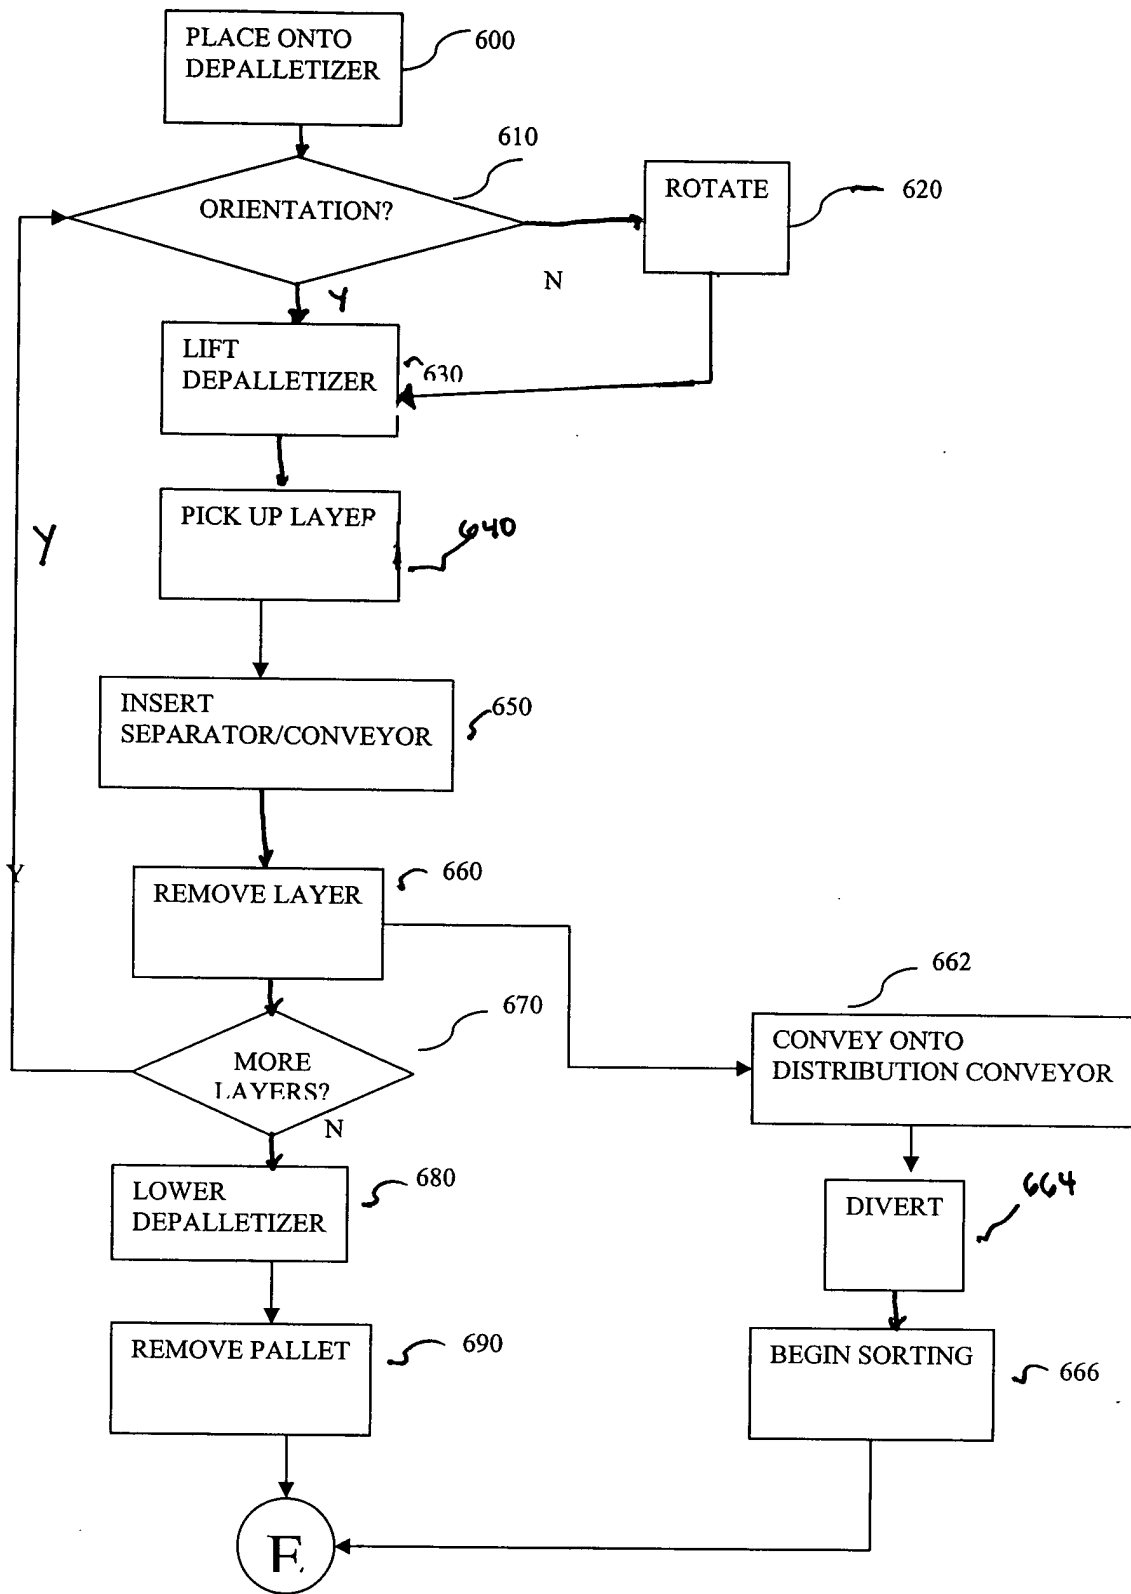 PLACE ONTO
DEPALLETIZER
600
610
ORIENTATION?
ROTATE
620
N
Y
LIFT
DEPALLETIZER
630
PICK UP LAYER
640
Y
INSERT
SEPARATOR/CONVEYOR
650
Y
REMOVE LAYER
660
662
670
MORE
LAYERS?
CONVEY ONTO
DISTRIBUTION CONVEYOR
N
LOWER
DEPALLETIZER
680
DIVERT
664
REMOVE PALLET
690
BEGIN SORTING
666